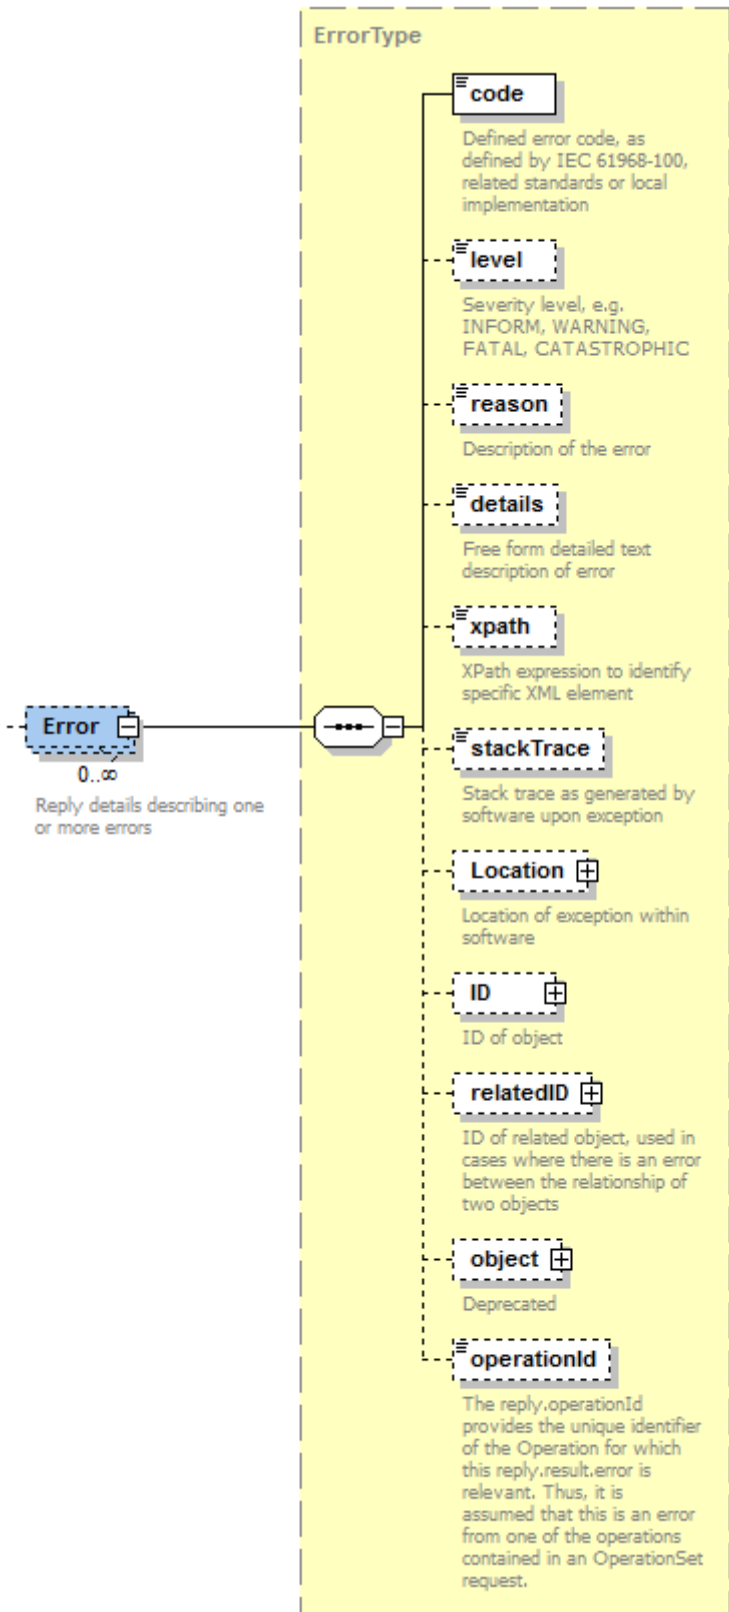 ErrorType
code
Defined error code, as
defined by IEC 61968-100,
related standards or local
implementation
level
Severity level, e.g.
INFORM, WARNING,
FATAL, CATASTROPHIC
reason
Description of the error
details
Free form detailed text
description of error
xpath
XPath expression to identify
specific XML element
Error
0..∞
Reply details describing one
or more errors
stackTrace
Stack trace as generated by
software upon exception
Location
Location of exception within
software
ID
ID of object
relatedID
ID of related object, used in
cases where there is an error
between the relationship of
two objects
object
Deprecated
operationId
The reply.operationId
provides the unique identifier
of the Operation for which
this reply.result.error is
relevant. Thus, it is
assumed that this is an error
from one of the operations
contained in an OperationSet
request.